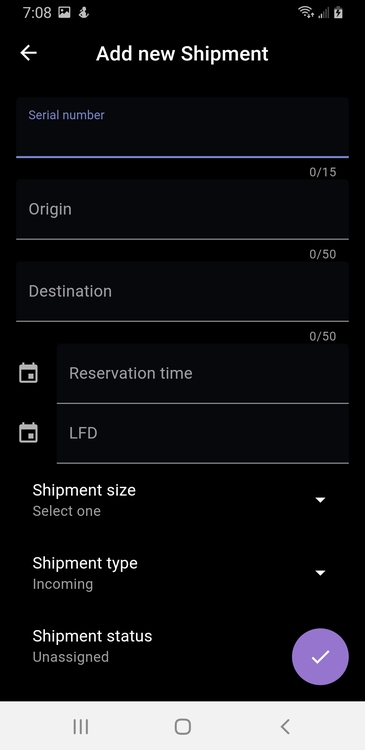 7:08
Add new Shipment
Serial number
0/15
Origin
0/50
Destination
0/50
Reservation time
LFD
Shipment size
Select one
Shipment type
Incoming
Shipment status
Unassigned